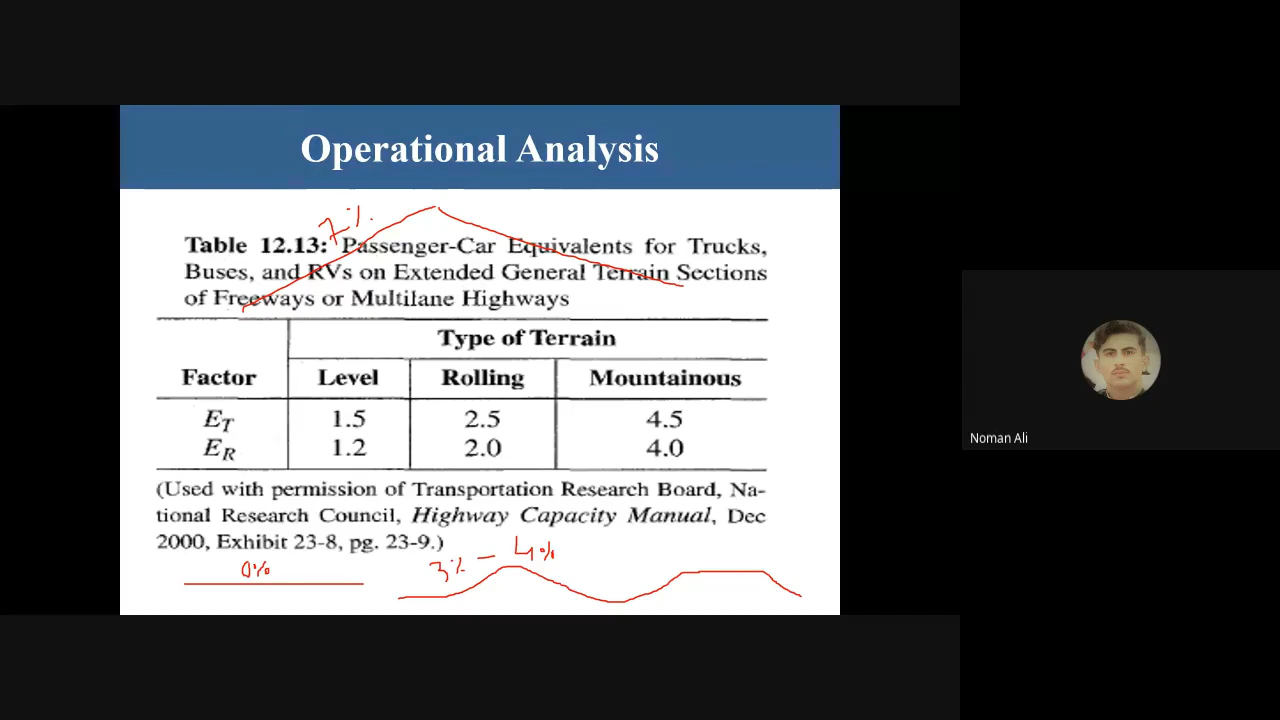 Operational Analysis
7%
Table 12.13: Passenger-Car Equivalents for Trucks,
Buses, and RVs on Extended General Terrain Sections
of Freeways or Multilane Highways
Type of Terrain
Factor Level Rolling Mountainous
E_T 1.5 2.5 4.5
E_R 1.2 2.0 4.0
(Used with permission of Transportation Research Board, Na-
tional Research Council, Highway Capacity Manual, Dec
2000, Exhibit 23-8, pg. 23-9.)
0% 3% – 4%
Noman Ali